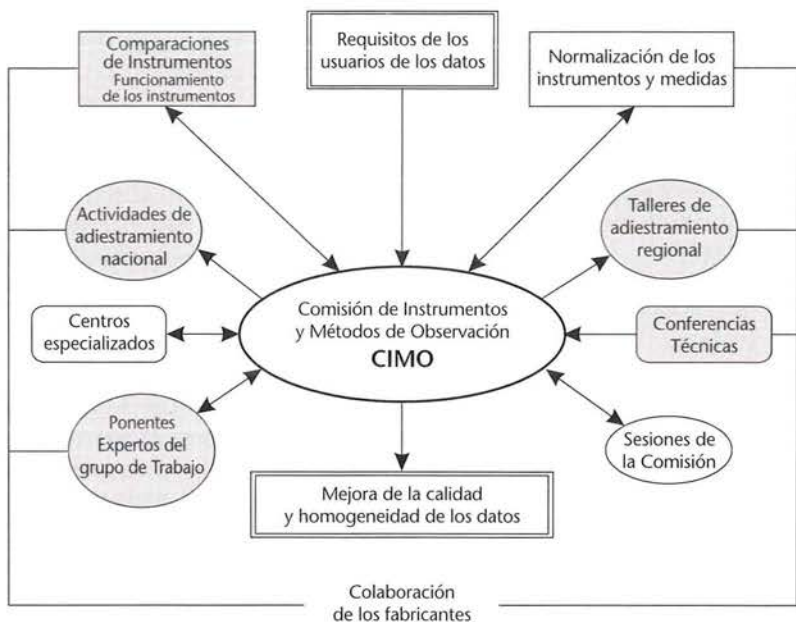 Comparaciones
de Instrumentos
Funcionamiento
de los instrumentos
Requisitos de los
usuarios de los datos
Normalización de los
instrumentos y medidas
Actividades de
adiestramiento
nacional
Talleres de
adiestramiento
regional
Centros
especializados
Comisión de Instrumentos
y Métodos de Observación
CIMO
Conferencias
Técnicas
Ponentes
Expertos del
grupo de Trabajo
Sesiones de
la Comisión
Mejora de la calidad
y homogeneidad de los datos
Colaboración
de los fabricantes